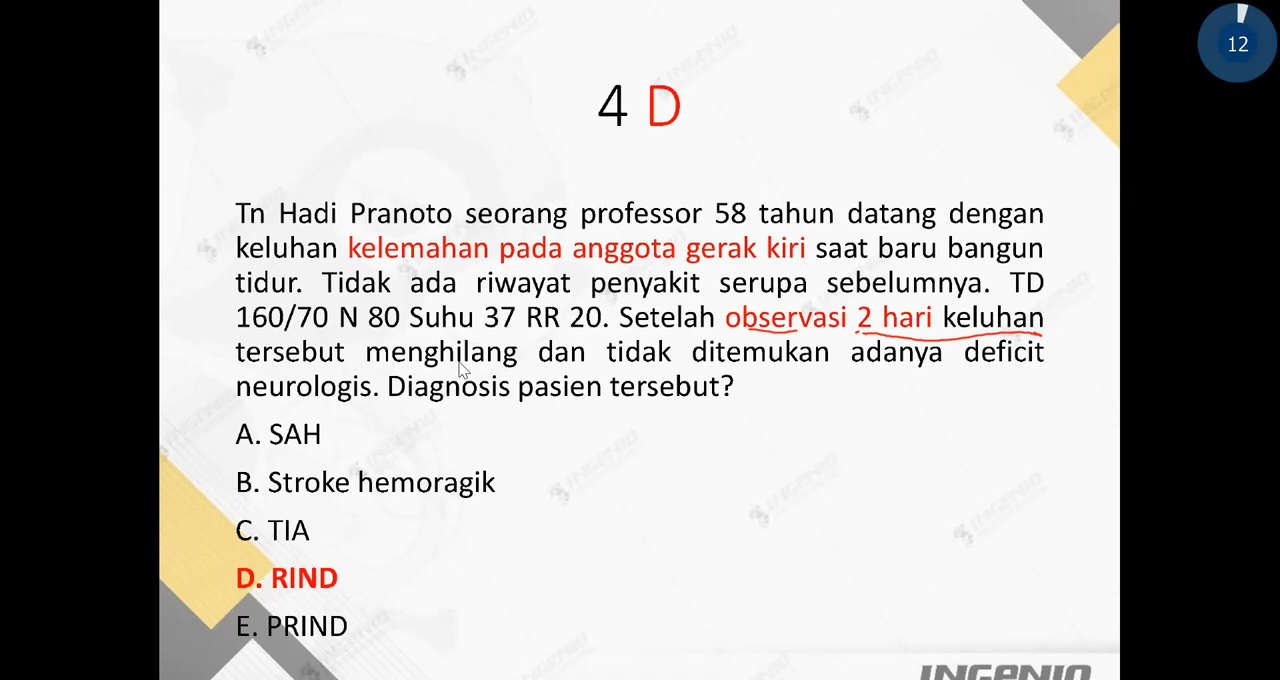 12
4 D
Tn Hadi Pranoto seorang professor 58 tahun datang dengan
keluhan kelemahan pada anggota gerak kiri saat baru bangun
tidur. Tidak ada riwayat penyakit serupa sebelumnya. TD
160/70 N 80 Suhu 37 RR 20. Setelah observasi 2 hari keluhan
tersebut menghilang dan tidak ditemukan adanya deficit
neurologis. Diagnosis pasien tersebut?
A. SAH
B. Stroke hemoragik
C. TIA
D. RIND
E. PRIND
INGENIO